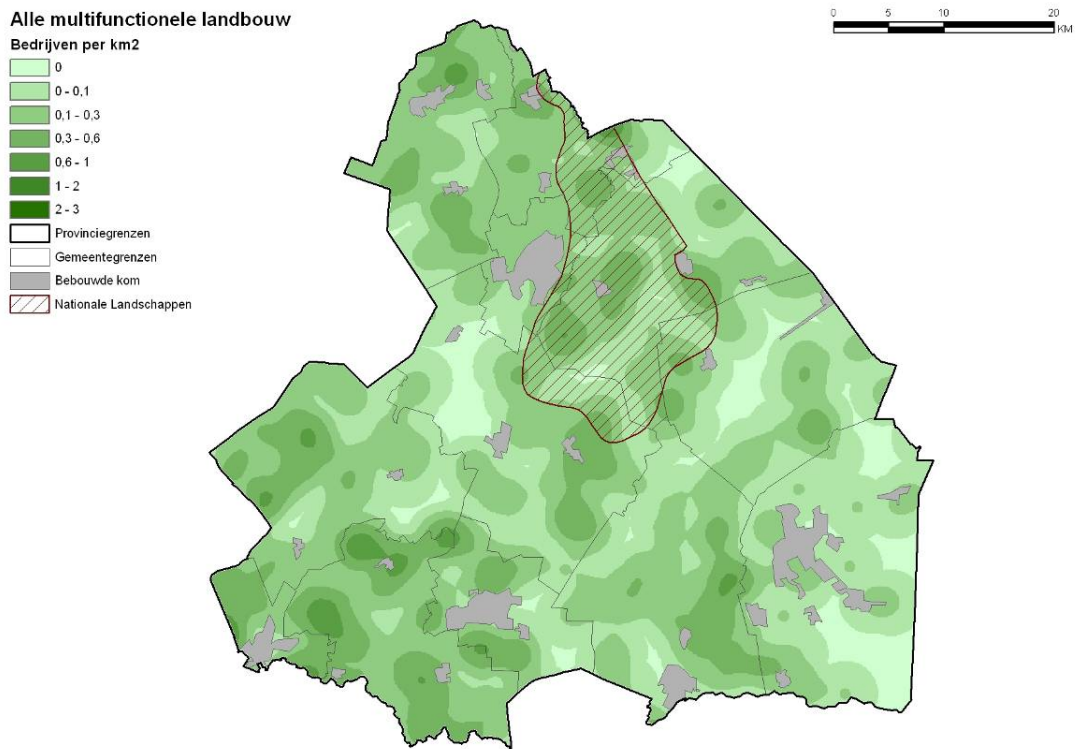 Alle multifunctionele landbouw
Bedrijven per km2
0
0 - 0,1
0,1 - 0,3
0,3 - 0,6
0,6 - 1
1 - 2
2 - 3
Provinciegrenzen
Gemeentegrenzen
Bebouwde kom
Nationale Landschappen
0 5 10 20
KM